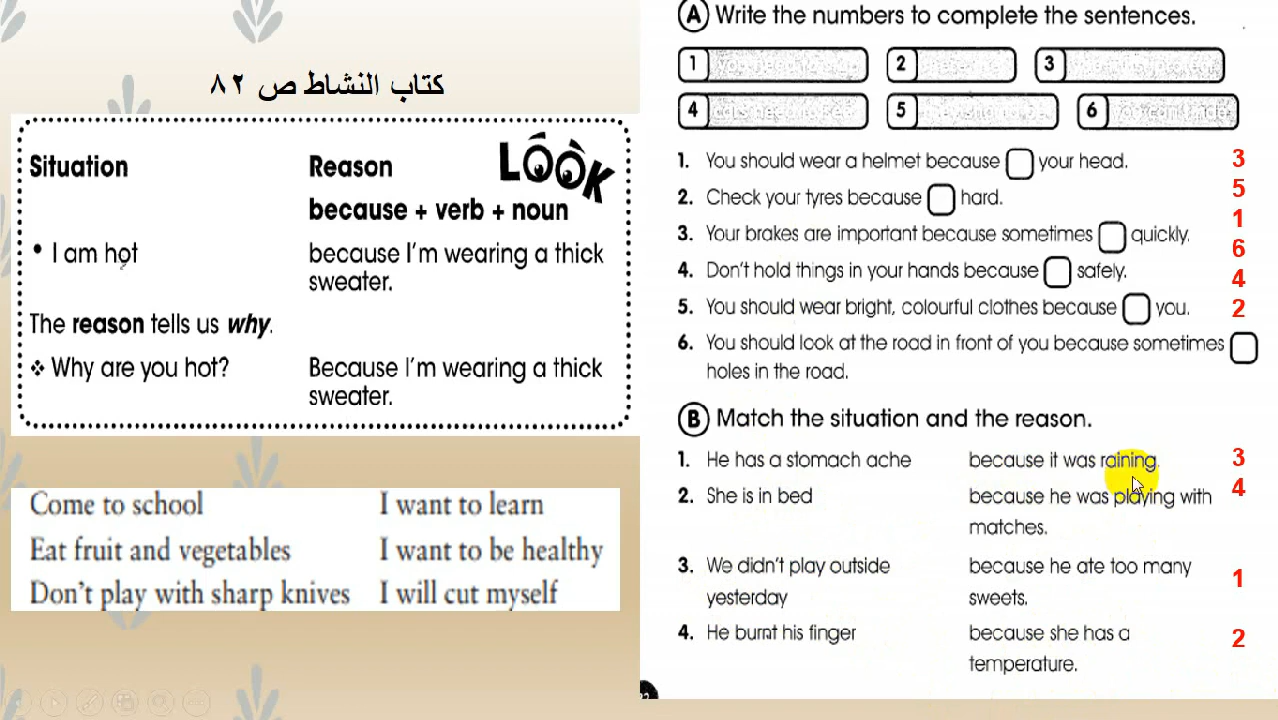 كتاب النشاط ص ٨٢
LOOK
Situation Reason
because + verb + noun
• I am hot because I'm wearing a thick
sweater.
The reason tells us why.
❖ Why are you hot? Because I'm wearing a thick
sweater.
Come to school I want to learn
Eat fruit and vegetables I want to be healthy
Don't play with sharp knives I will cut myself
A Write the numbers to complete the sentences.
1 2 3
4 5 6
1. You should wear a helmet because your head. 3
2. Check your tyres because hard. 5
3. Your brakes are important because sometimes quickly. 1
4. Don't hold things in your hands because safely. 6
5. You should wear bright, colourful clothes because you. 4
6. You should look at the road in front of you because sometimes 2
holes in the road.
B Match the situation and the reason.
1. He has a stomach ache because it was raining. 3
2. She is in bed because he was playing with 4
matches.
3. We didn't play outside because he ate too many 1
yesterday sweets.
4. He burnt his finger because she has a 2
temperature.